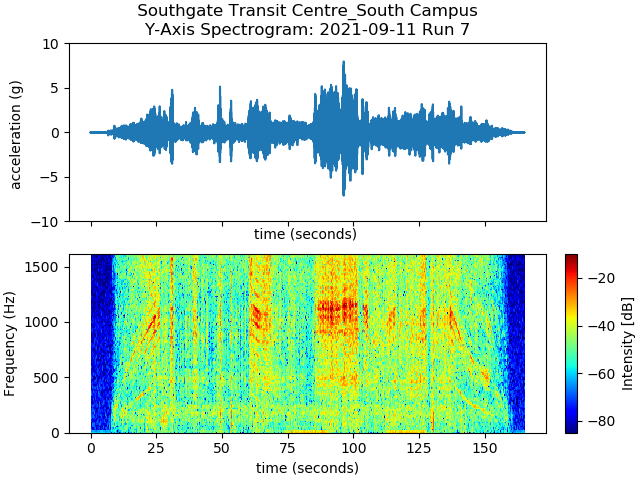 Southgate Transit Centre_South Campus
Y-Axis Spectrogram: 2021-09-11 Run 7
10
5
0
−5
−10
acceleration (g)
time (seconds)
1500
1000
500
0
Frequency (Hz)
0 25 50 75 100 125 150
time (seconds)
−20
−40
−60
−80
Intensity [dB]